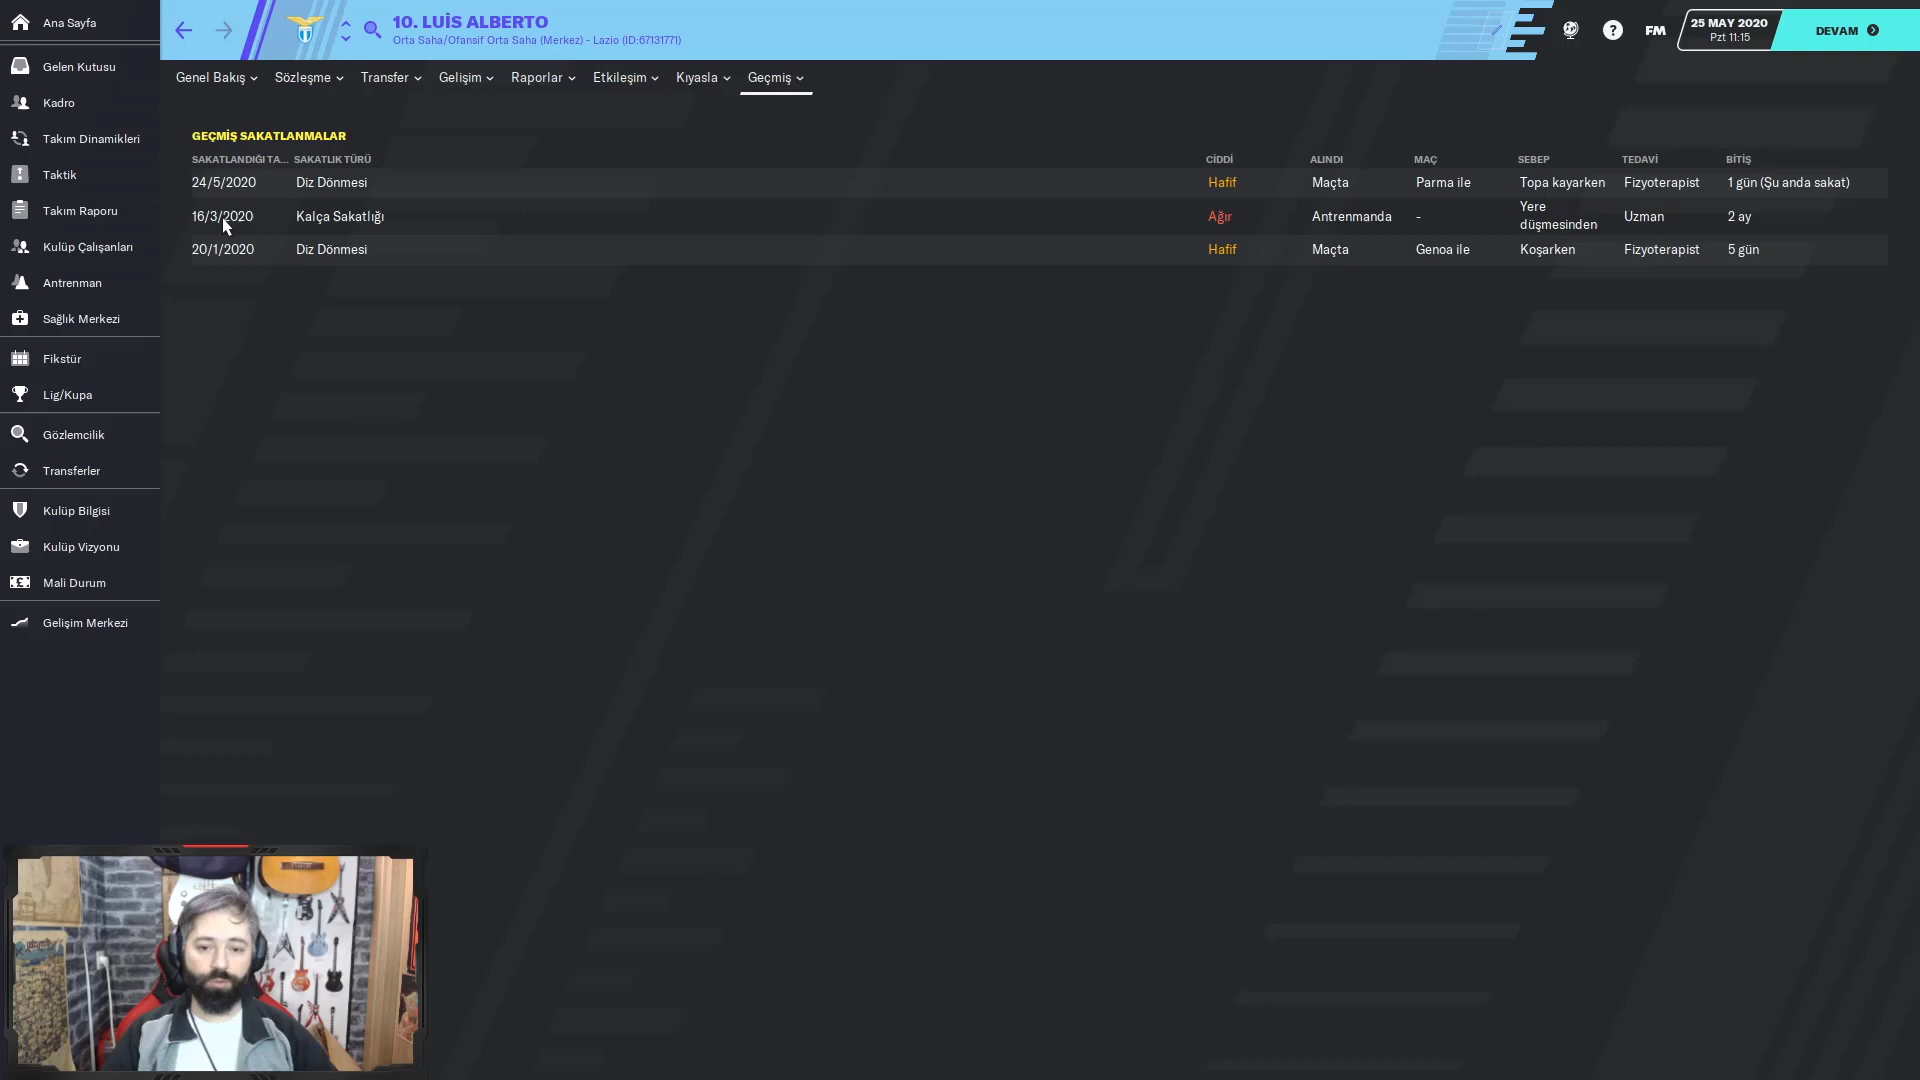 Ana Sayfa
10. LUİS ALBERTO
Orta Saha/Ofansif Orta Saha (Merkez) - Lazio (ID:67131771)
FM
25 MAY 2020
Pzt 11:15
DEVAM
Genel Bakış
Sözleşme
Transfer
Gelişim
Raporlar
Etkileşim
Kıyasla
Geçmiş
Gelen Kutusu
Kadro
Takım Dinamikleri
Taktik
Takım Raporu
Kulüp Çalışanları
Antrenman
Sağlık Merkezi
Fikstür
Lig/Kupa
Gözlemcilik
Transferler
Kulüp Bilgisi
Kulüp Vizyonu
Mali Durum
Gelişim Merkezi
GEÇMİŞ SAKATLANMALAR
SAKATLANDIĞI TA... SAKATLIK TÜRÜ CİDDİ ALINDI MAÇ SEBEP TEDAVİ BİTİŞ
24/5/2020 Diz Dönmesi Hafif Maçta Parma ile Topa kayarken Fizyoterapist 1 gün (Şu anda sakat)
16/3/2020 Kalça Sakatlığı Ağır Antrenmanda - Yere düşmesinden Uzman 2 ay
20/1/2020 Diz Dönmesi Hafif Maçta Genoa ile Koşarken Fizyoterapist 5 gün